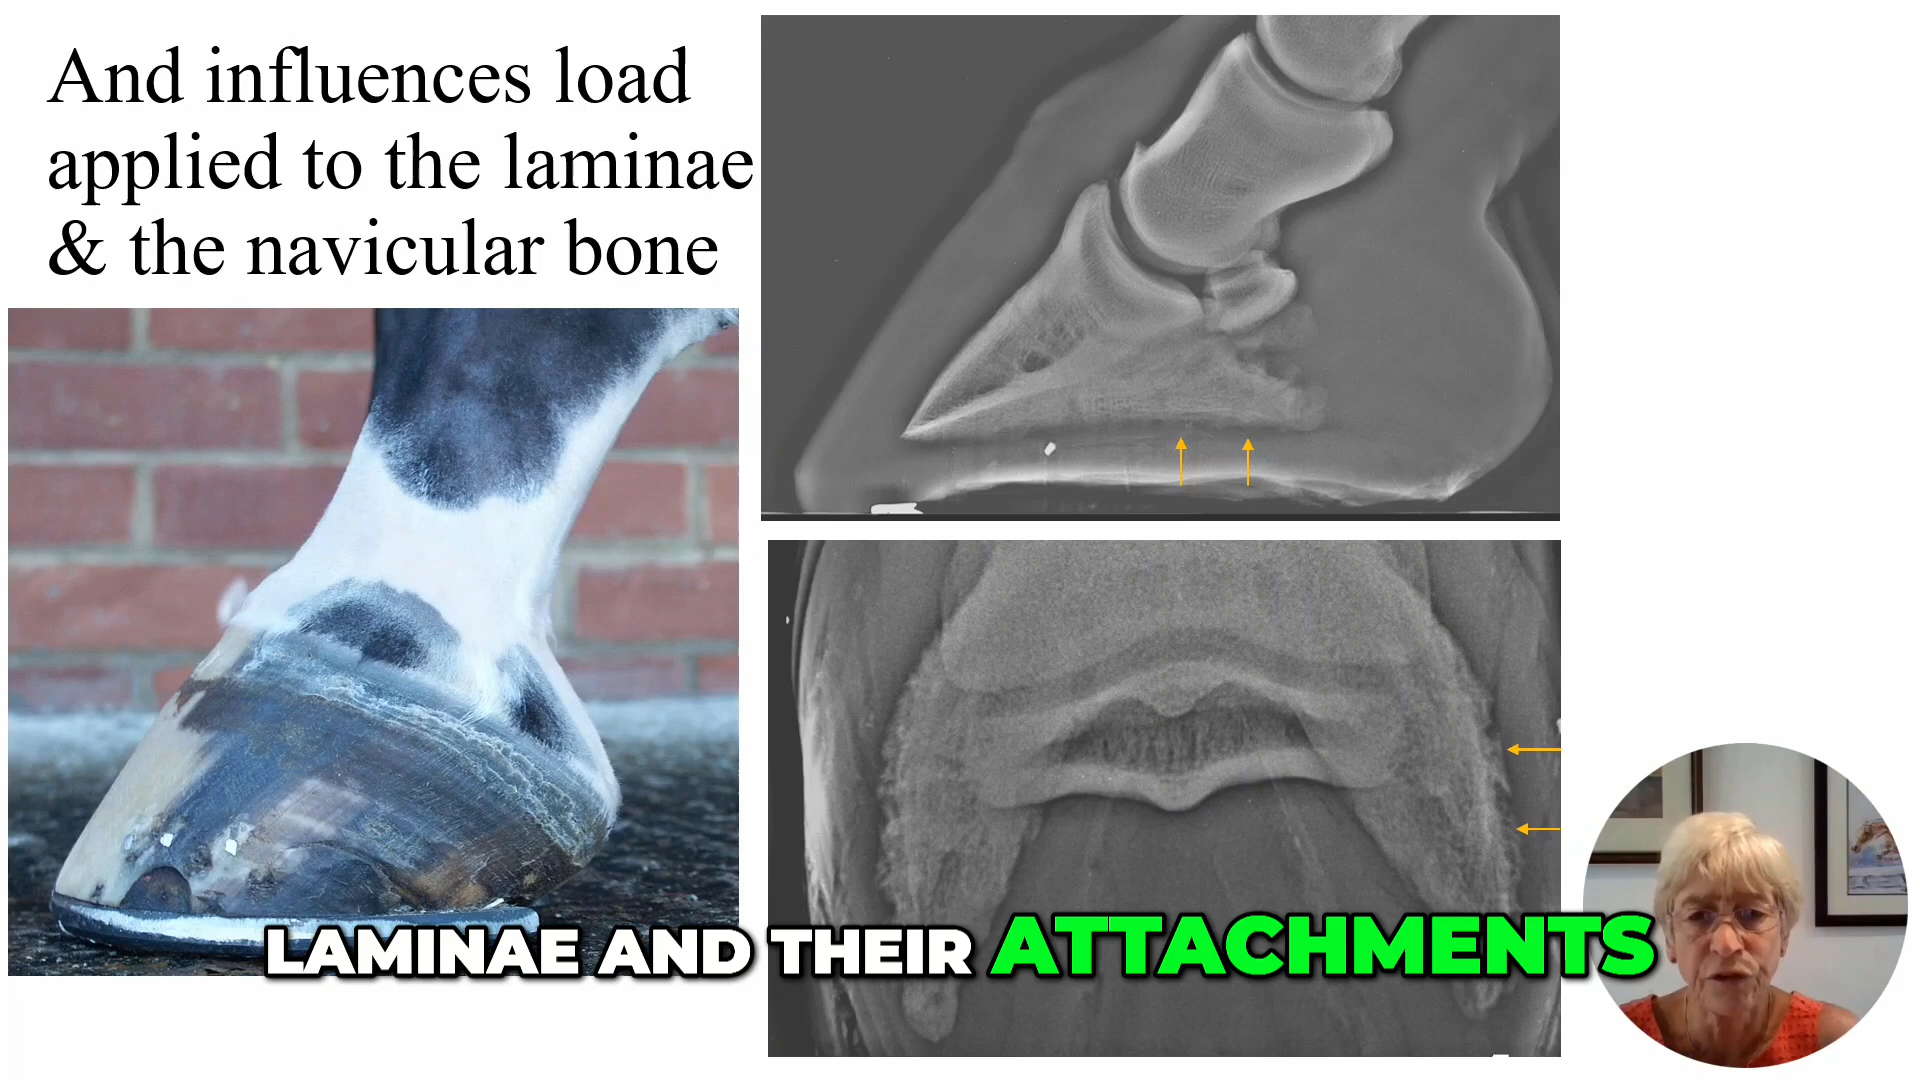 And influences load
applied to the laminae
& the navicular bone
LAMINAE AND THEIR ATTACHMENTS